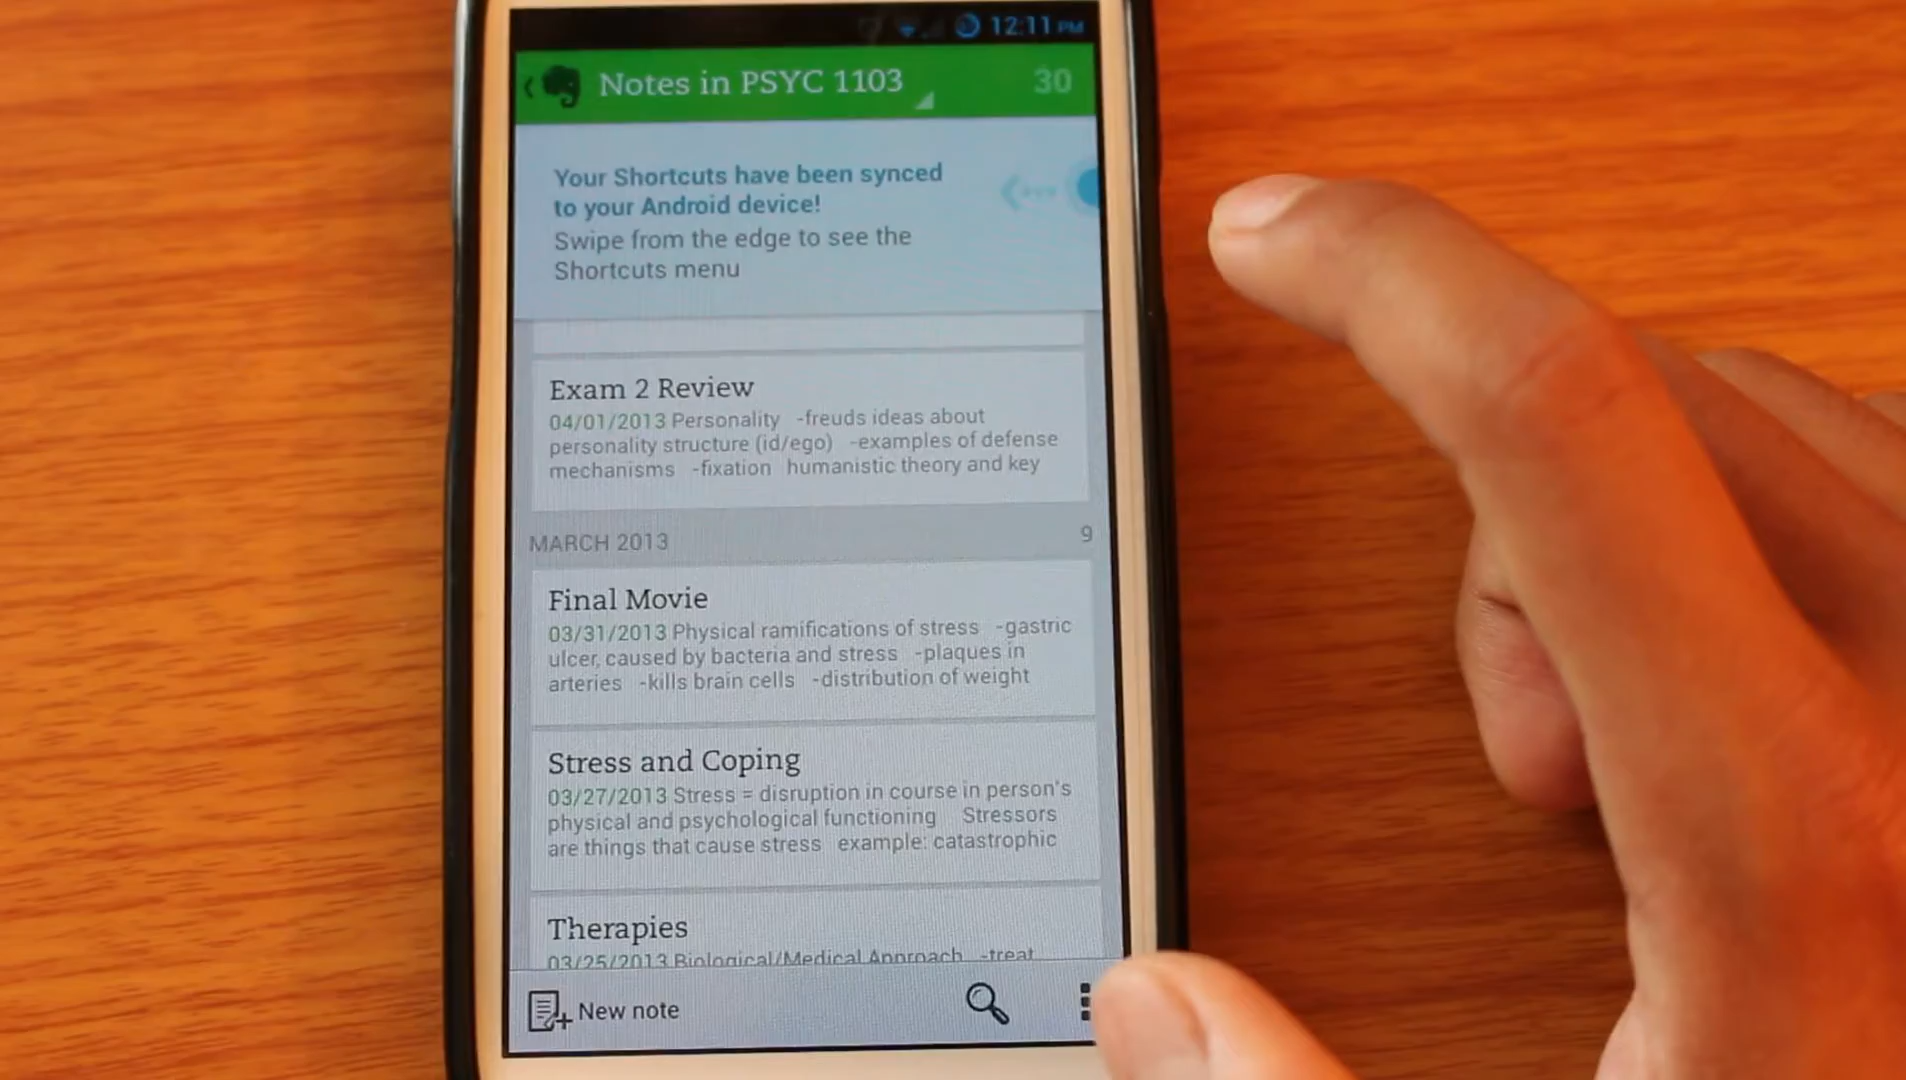 12:11 PM
Notes in PSYC 1103 30
Your Shortcuts have been synced
to your Android device!
Swipe from the edge to see the
Shortcuts menu
Exam 2 Review
04/01/2013 Personality -freuds ideas about
personality structure (id/ego) -examples of defense
mechanisms -fixation humanistic theory and key
MARCH 2013 9
Final Movie
03/31/2013 Physical ramifications of stress -gastric
ulcer, caused by bacteria and stress -plaques in
arteries -kills brain cells -distribution of weight
Stress and Coping
03/27/2013 Stress = disruption in course in person's
physical and psychological functioning Stressors
are things that cause stress example: catastrophic
Therapies
03/25/2013 Biological/Medical Approach -treat
New note